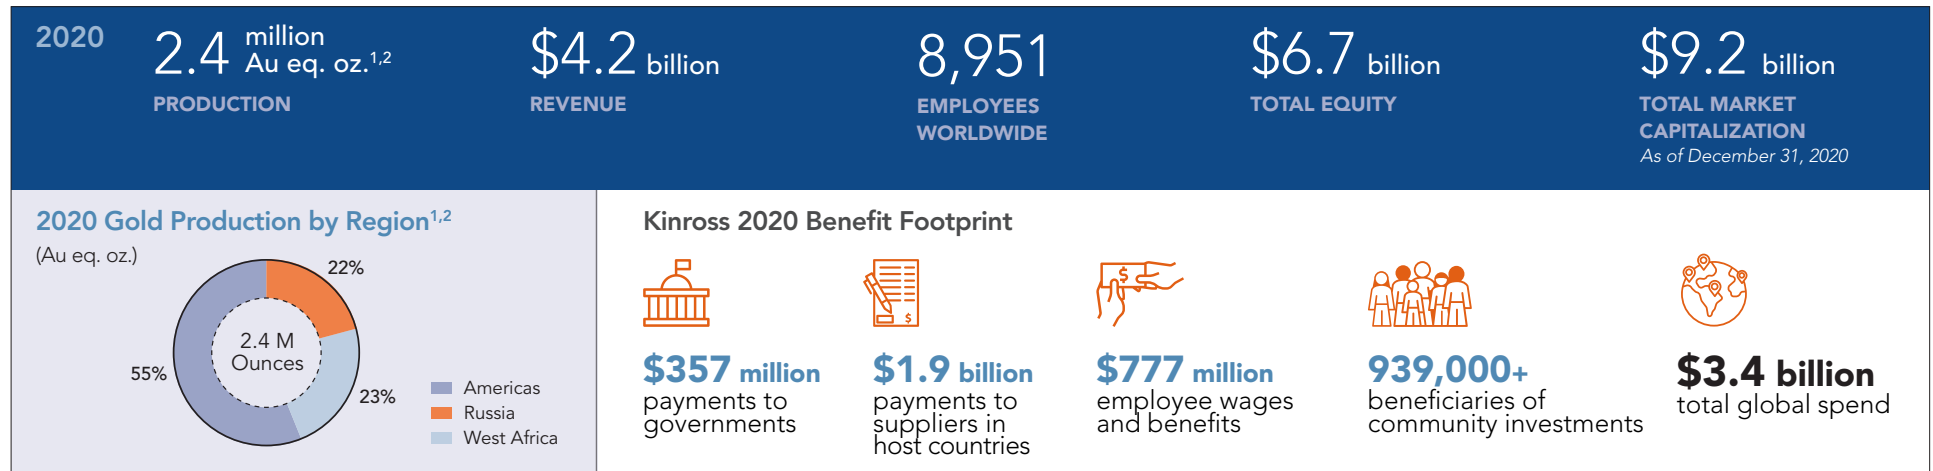 2020
2.4 million Au eq. oz.1,2
PRODUCTION
$4.2 billion
REVENUE
8,951
EMPLOYEES
WORLDWIDE
$6.7 billion
TOTAL EQUITY
$9.2 billion
TOTAL MARKET
CAPITALIZATION
As of December 31, 2020
2020 Gold Production by Region1,2
(Au eq. oz.)
22%
2.4 M
Ounces
55%
23%
Americas
Russia
West Africa
Kinross 2020 Benefit Footprint
$
$
$357 million
payments to
governments
$1.9 billion
payments to
suppliers in
host countries
$777 million
employee wages
and benefits
939,000+
beneficiaries of
community investments
$3.4 billion
total global spend